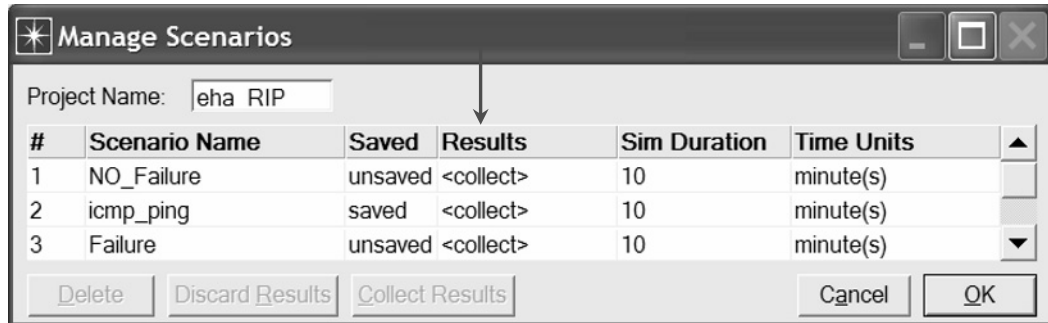 Manage Scenarios
Project Name: eha RIP
# Scenario Name Saved Results Sim Duration Time Units
1 NO_Failure unsaved <collect> 10 minute(s)
2 icmp_ping saved <collect> 10 minute(s)
3 Failure unsaved <collect> 10 minute(s)
Delete Discard Results Collect Results Cancel OK